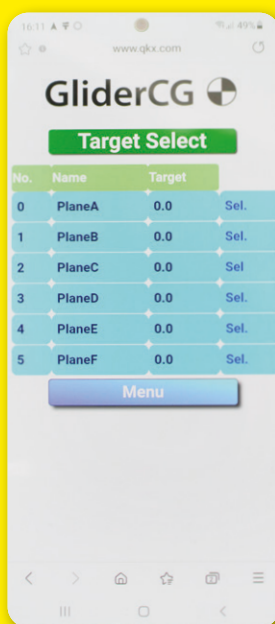 16:11
49%
www.qkx.com
GliderCG
Target Select
No. Name Target
0 PlaneA 0.0 Sel.
1 PlaneB 0.0 Sel.
2 PlaneC 0.0 Sel
3 PlaneD 0.0 Sel.
4 PlaneE 0.0 Sel.
5 PlaneF 0.0 Sel.
Menu